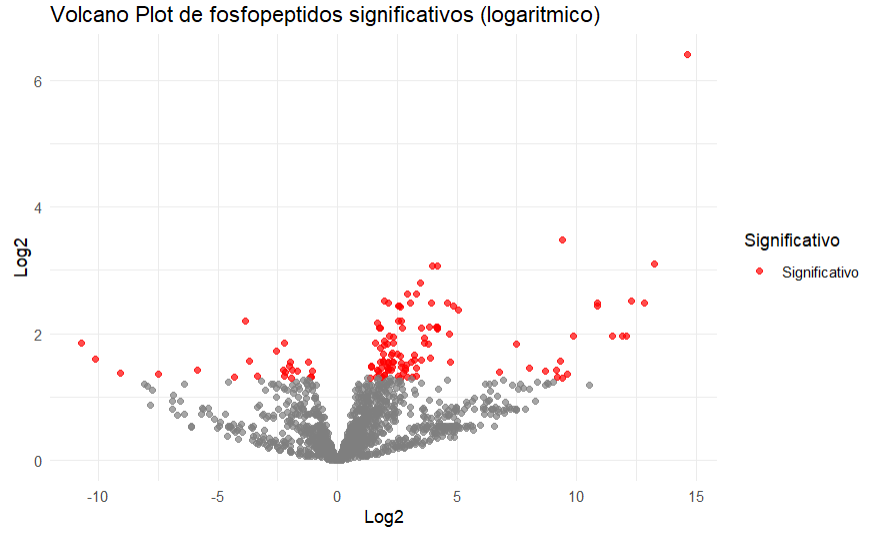 Volcano Plot de fosfopeptidos significativos (logaritmico)
6
4
2
0
Log2
-10
-5
0
5
10
15
Log2
Significativo
Significativo